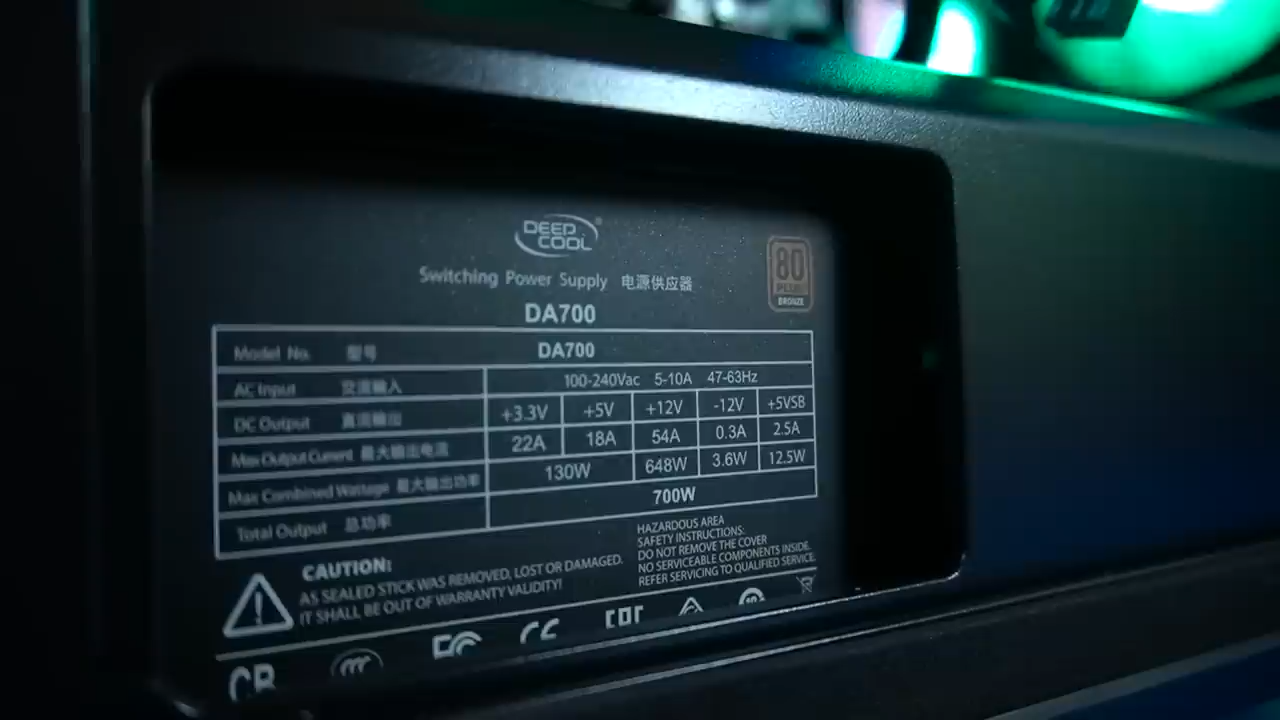 DEEP
COOL
80
PLUS
BRONZE
Switching Power Supply 电源供应器
DA700
Model No. 型号 DA700
AC Input 交流输入 100-240Vac 5-10A 47-63Hz
DC Output 直流输出 +3.3V +5V +12V -12V +5VSB
Max Output Current 最大输出电流 22A 18A 54A 0.3A 2.5A
Max Combined Wattage 最大输出功率 130W 648W 3.6W 12.5W
Total Output 总功率 700W
CAUTION:
AS SEALED STICK WAS REMOVED, LOST OR DAMAGED.
IT SHALL BE OUT OF WARRANTY VALIDITY!
HAZARDOUS AREA
SAFETY INSTRUCTIONS:
DO NOT REMOVE THE COVER
NO SERVICEABLE COMPONENTS INSIDE.
REFER SERVICING TO QUALIFIED SERVICE.
CB FC CE